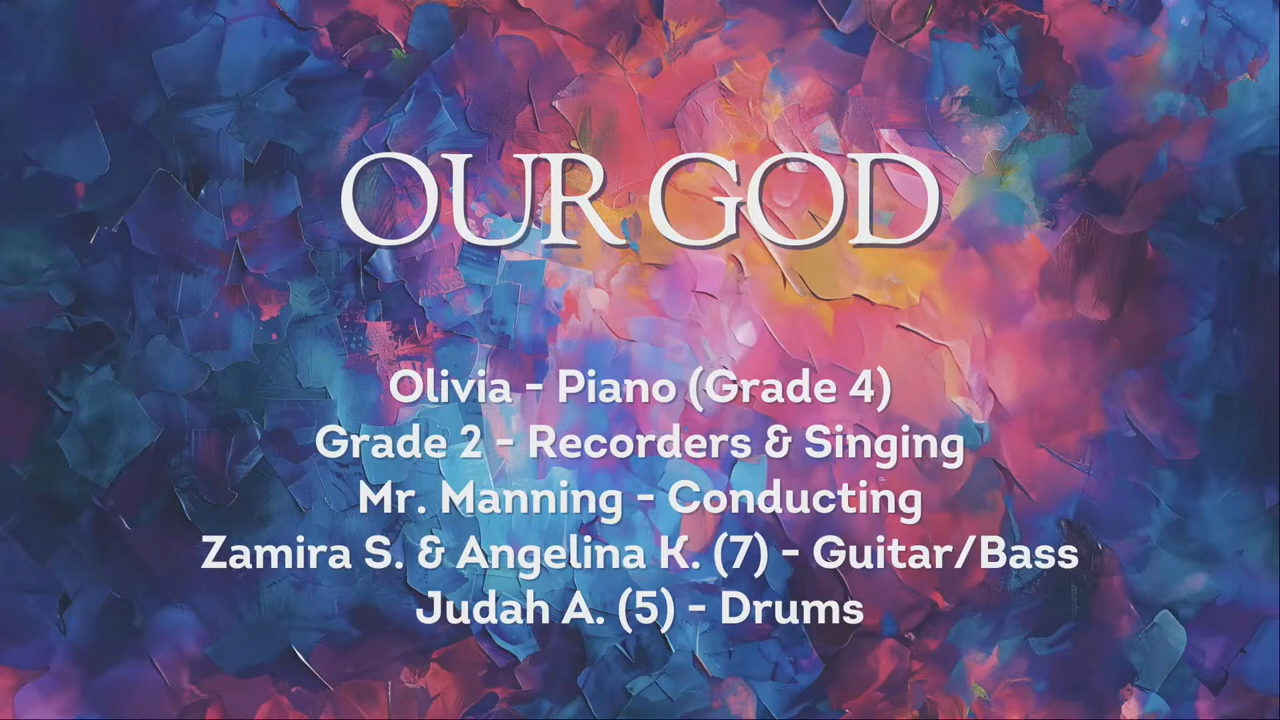 OUR GOD
Olivia - Piano (Grade 4)
Grade 2 - Recorders & Singing
Mr. Manning - Conducting
Zamira S. & Angelina K. (7) - Guitar/Bass
Judah A. (5) - Drums